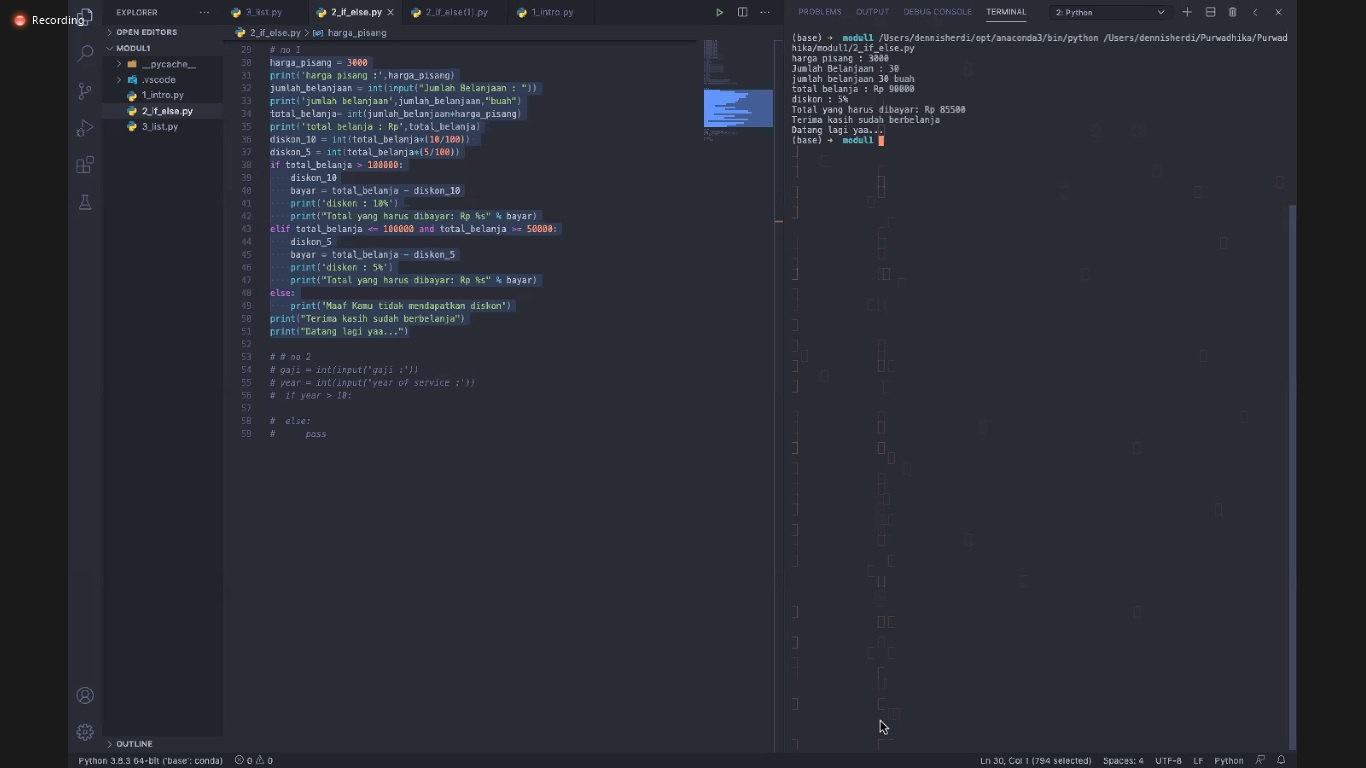 Recording
EXPLORER
3_list.py
2_if_else.py
2_if_else(1).py
1_intro.py
PROBLEMS OUTPUT DEBUG CONSOLE TERMINAL 2: Python
OPEN EDITORS
MODUL1
__pycache__
.vscode
1_intro.py
2_if_else.py
3_list.py
2_if_else.py > harga_pisang
29 # no 1
30 harga_pisang = 3000
31 print('harga pisang :',harga_pisang)
32 jumlah_belanjaan = int(input("Jumlah Belanjaan : "))
33 print('jumlah belanjaan',jumlah_belanjaan,"buah")
34 total_belanja= int(jumlah_belanjaan*harga_pisang)
35 print('total belanja : Rp',total_belanja)
36 diskon_10 = int(total_belanja*(10/100))
37 diskon_5 = int(total_belanja*(5/100))
38 if total_belanja > 100000:
39 diskon_10
40 bayar = total_belanja - diskon_10
41 print('diskon : 10%')
42 print("Total yang harus dibayar: Rp %s" % bayar)
43 elif total_belanja <= 100000 and total_belanja >= 50000:
44 diskon_5
45 bayar = total_belanja - diskon_5
46 print('diskon : 5%')
47 print("Total yang harus dibayar: Rp %s" % bayar)
48 else:
49 print("Maaf Kamu tidak mendapatkan diskon")
50 print("Terima kasih sudah berbelanja")
51 print("Datang lagi yaa...")
52
53 # # no 2
54 # gaji = int(input('gaji :'))
55 # year = int(input('year of service :'))
56 # if year > 10:
57
58 # else:
59 # pass
(base) → modul1 /Users/dennisherdi/opt/anaconda3/bin/python /Users/dennisherdi/Purwad
hika/modul1/2_if_else.py
harga pisang : 3000
Jumlah Belanjaan : 30
jumlah belanjaan 30 buah
total belanja : Rp 90000
diskon : 5%
Total yang harus dibayar: Rp 85500
Terima kasih sudah berbelanja
Datang lagi yaa...
(base) → modul1
OUTLINE
Python 3.8.3 64-bit ('base': conda) 0 0
Ln 30, Col 1 (794 selected) Spaces: 4 UTF-8 LF Python